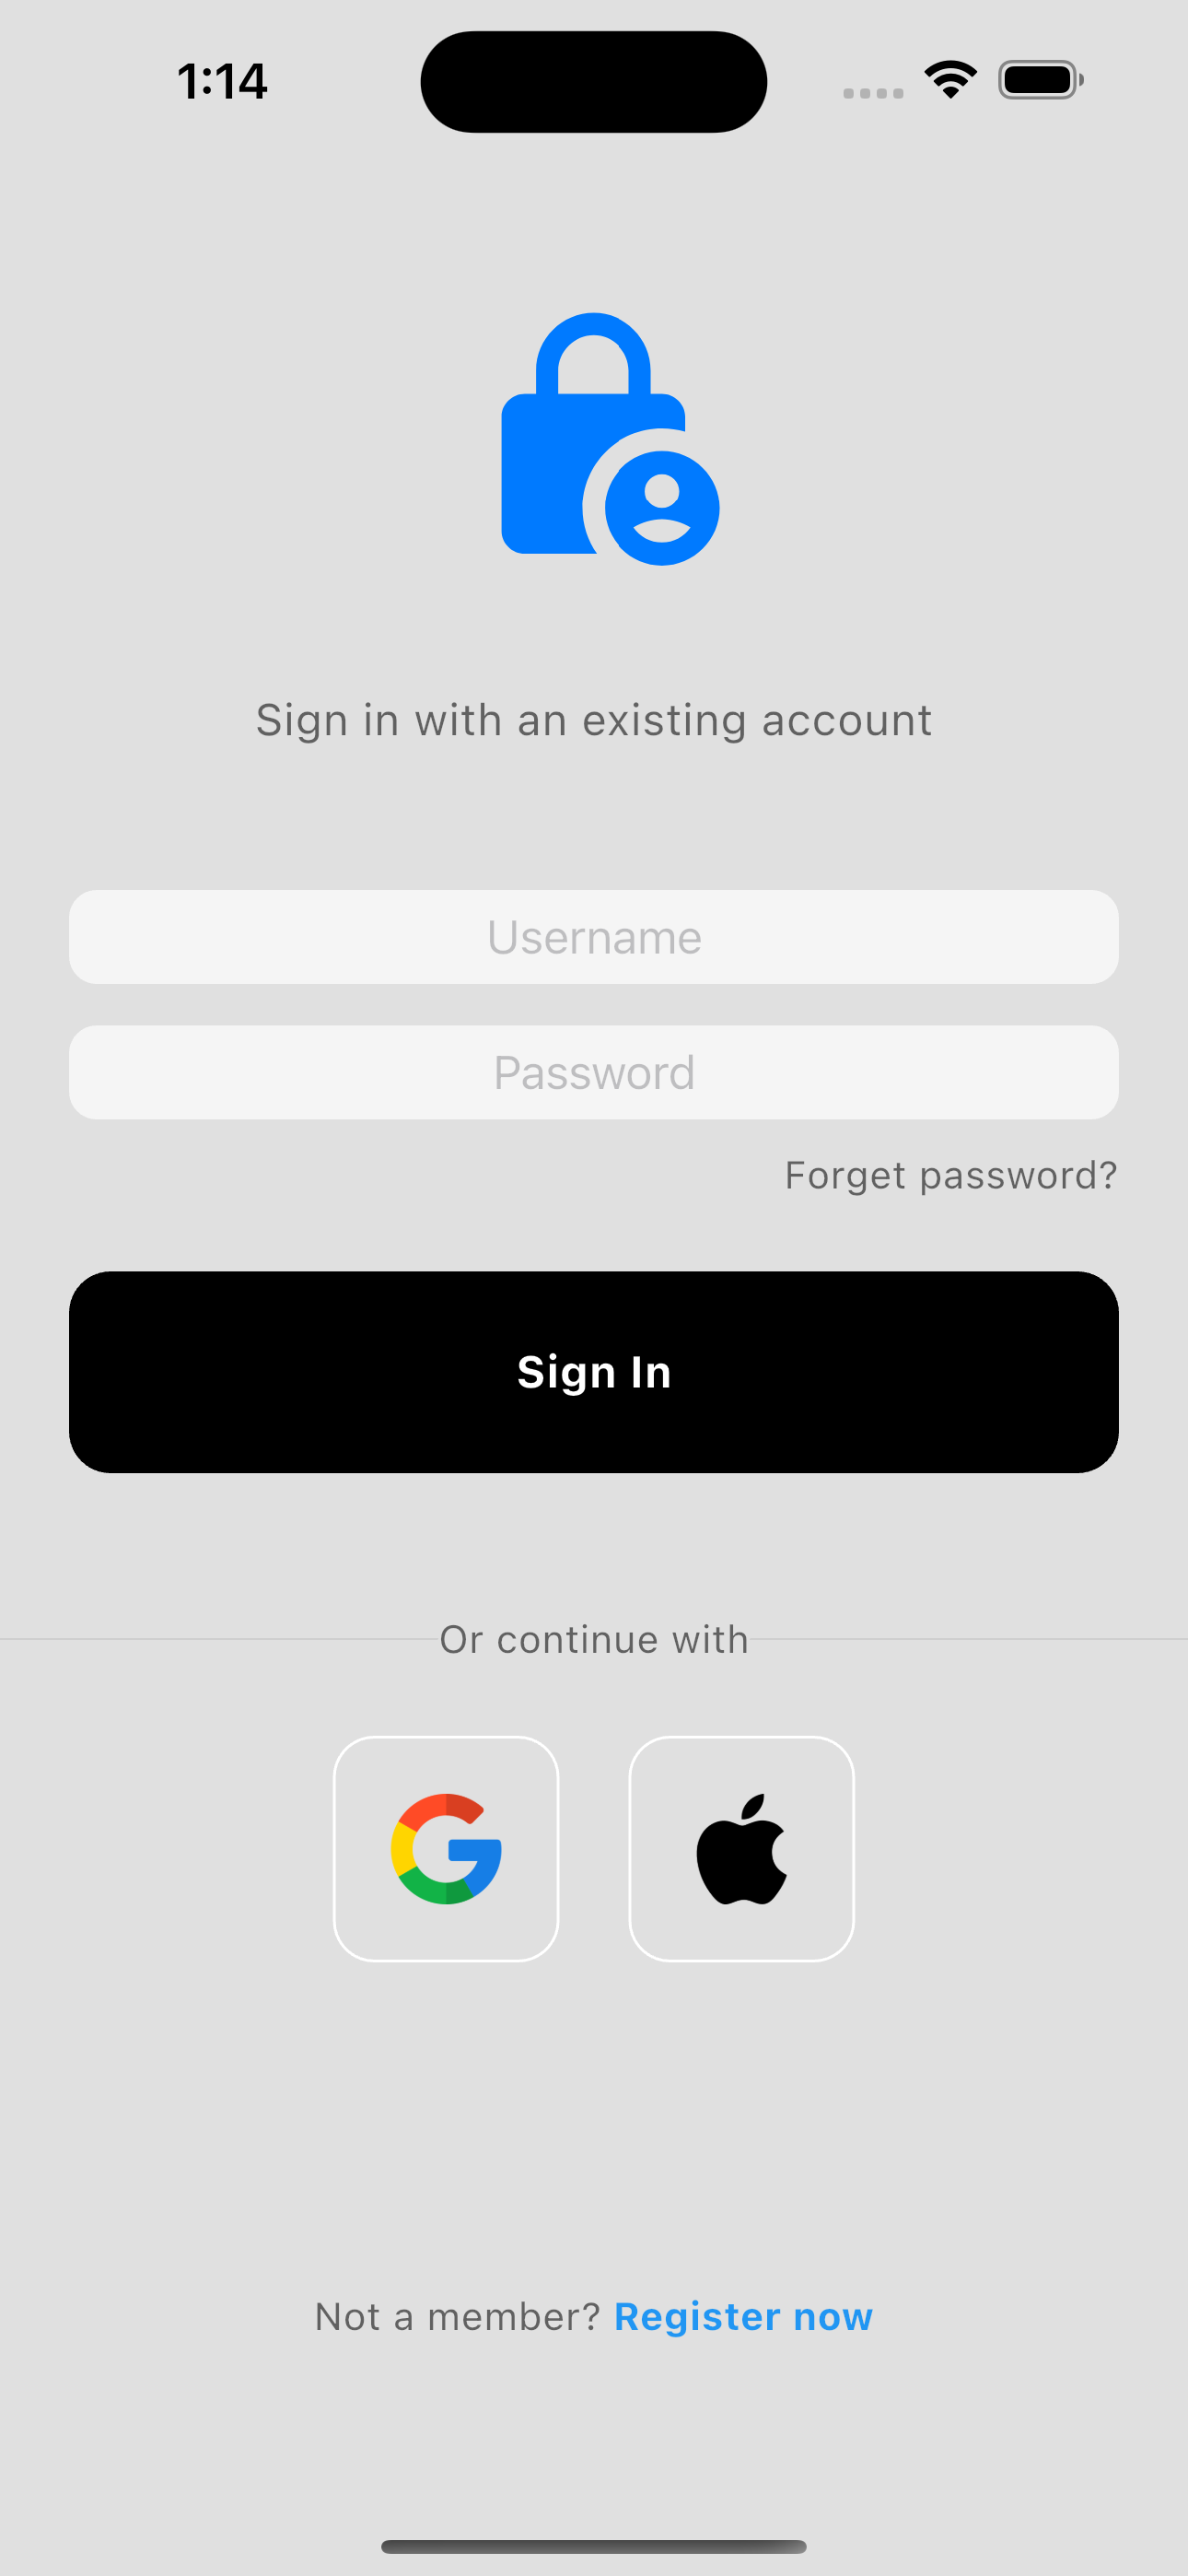 1:14
Sign in with an existing account
Username
Password
Forget password?
Sign In
Or continue with
Not a member? Register now